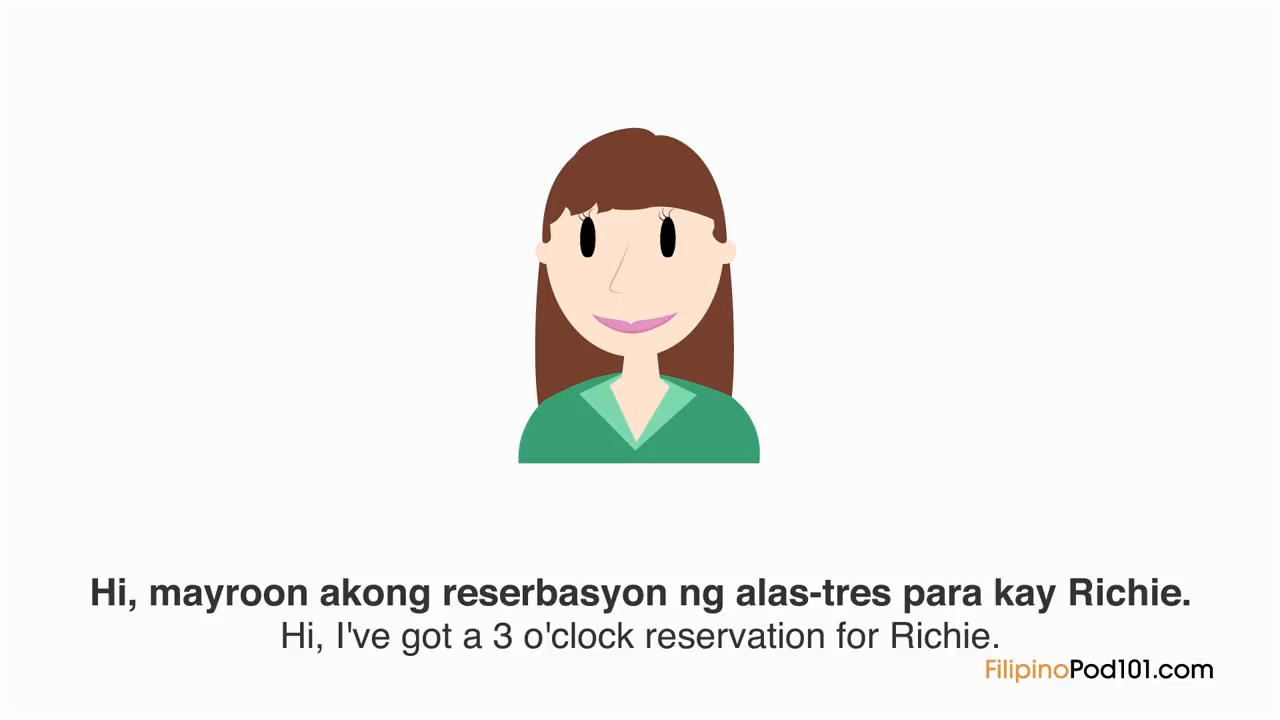 Hi, mayroon akong reserbasyon ng alas-tres para kay Richie.
Hi, I've got a 3 o'clock reservation for Richie.
FilipinoPod101.com